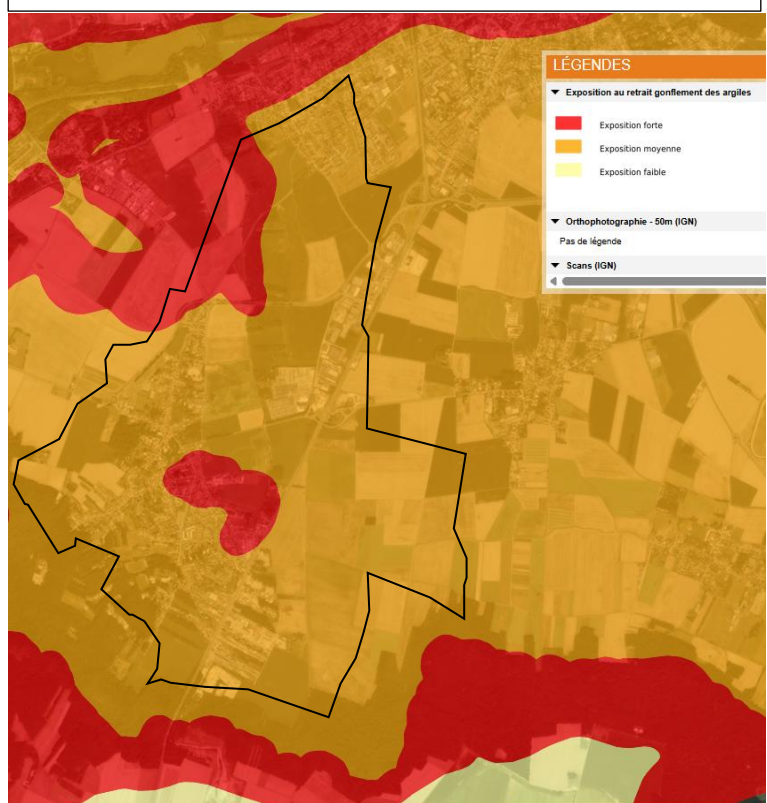 LÉGENDES
Exposition au retrait gonflement des argiles
Exposition forte
Exposition moyenne
Exposition faible
Orthophotographie - 50m (IGN)
Pas de légende
Scans (IGN)